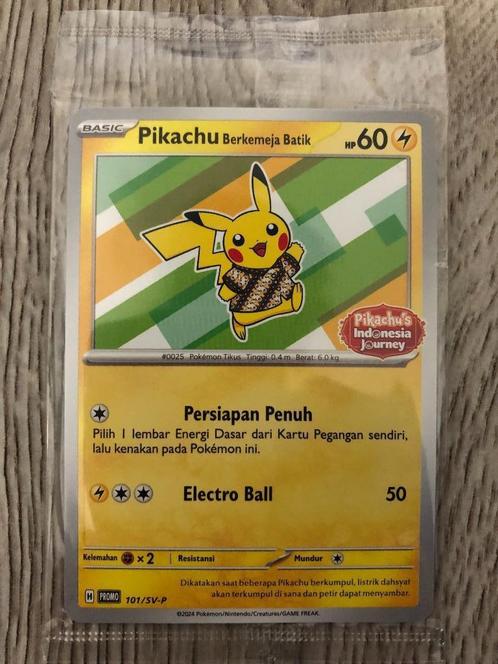 BASIC
Pikachu Berkemeja Batik HP 60
Pikachu's
Indonesia
Journey
#0025 Pokémon Tikus Tinggi: 0.4 m Berat: 6.0 kg
Persiapan Penuh
Pilih 1 lembar Energi Dasar dari Kartu Pegangan sendiri,
lalu kenakan pada Pokémon ini.
Electro Ball 50
Kelemahan ×2 Resistansi Mundur
Dikatakan saat beberapa Pikachu berkumpul, listrik dahsyat
akan terkumpul di sana dan petir dapat menyambar.
H PROMO 101/SV-P
©2024 Pokémon/Nintendo/Creatures/GAME FREAK.